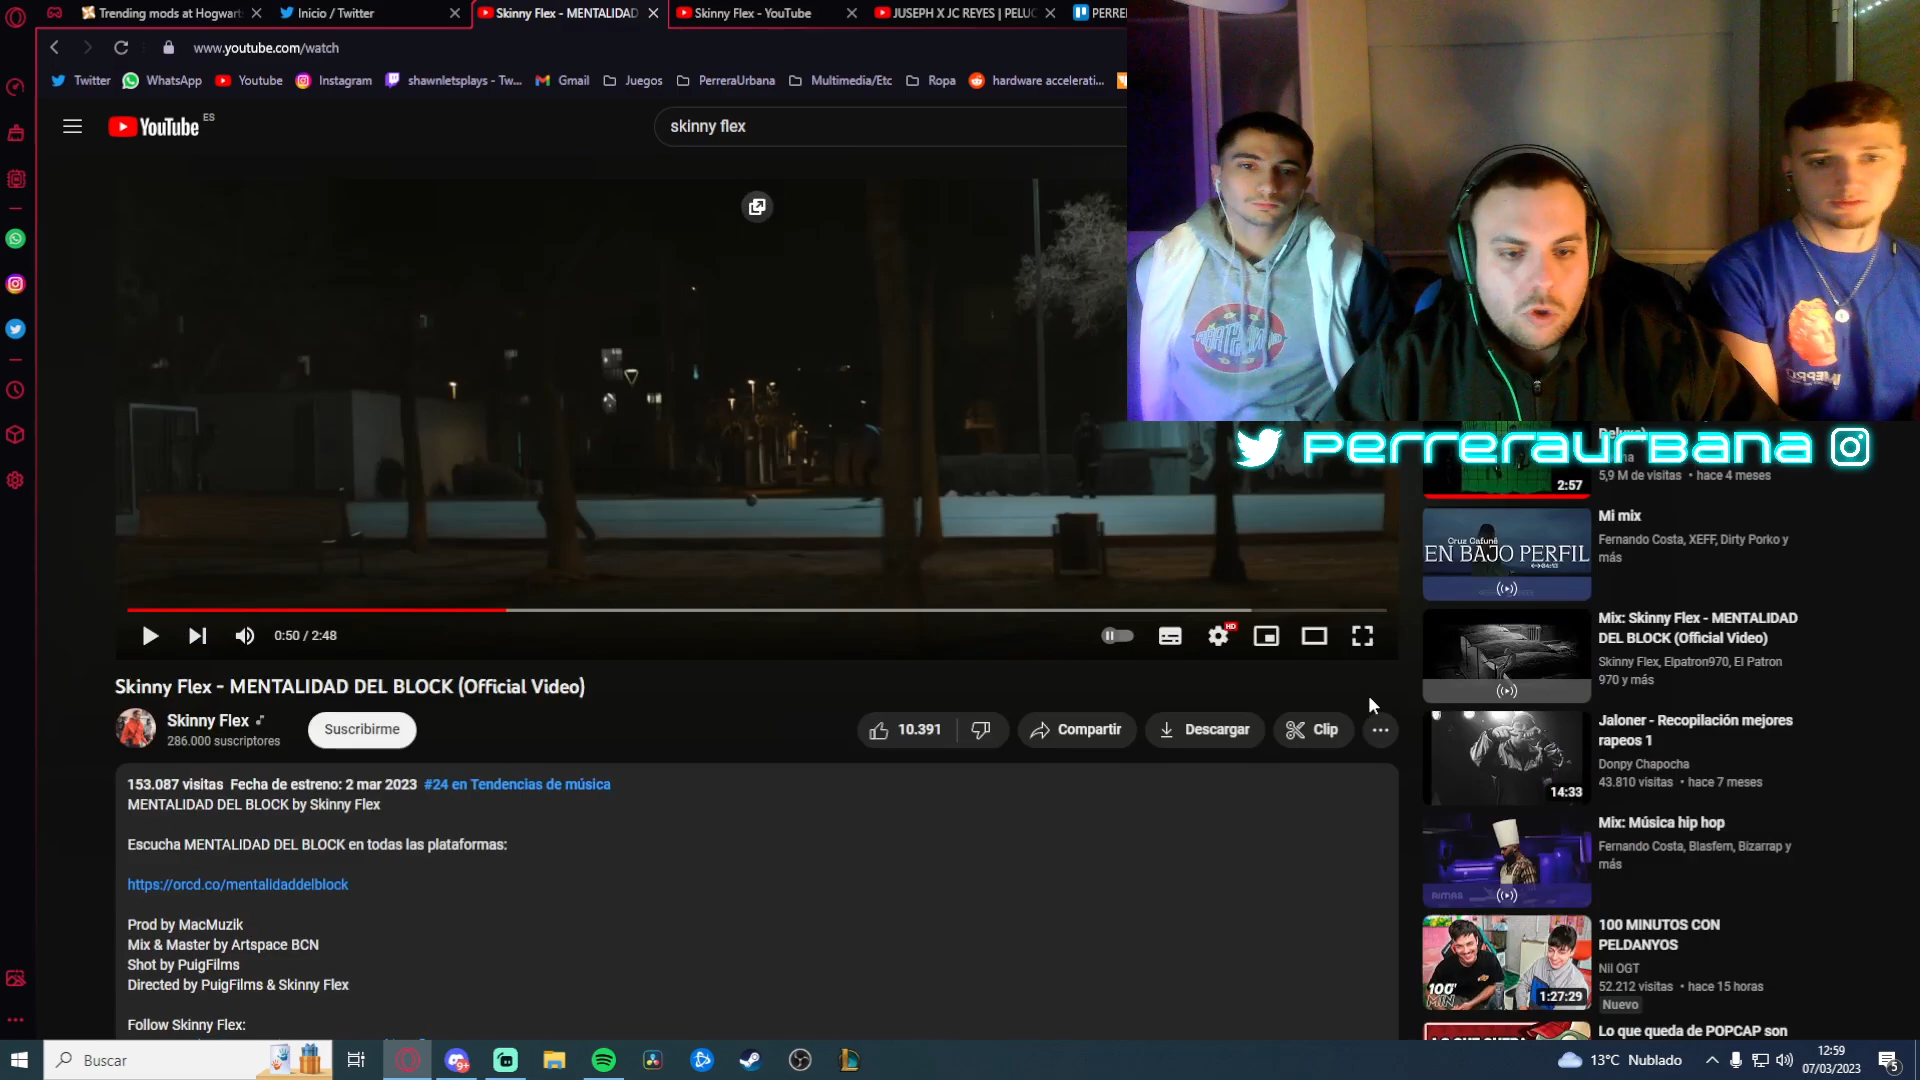 Trending mods at Hogwart
Inicio / Twitter
Skinny Flex - MENTALIDAD
Skinny Flex - YouTube
JUSEPH X JC REYES | PELUC
PERRE
www.youtube.com/watch
Twitter
WhatsApp
Youtube
Instagram
shawnletsplays - Tw...
Gmail
Juegos
PerreraUrbana
Multimedia/Etc
Ropa
hardware accelerati...
YouTube ES
skinny flex
PERRERAURBANA
5,9 M de visitas • hace 4 meses
2:57
Cruz Cafuné
EN BAJO PERFIL
Mi mix
Fernando Costa, XEFF, Dirty Porko y
más
Mix: Skinny Flex - MENTALIDAD
DEL BLOCK (Official Video)
Skinny Flex, Elpatron970, El Patron
970 y más
0:50 / 2:48
HD
Skinny Flex - MENTALIDAD DEL BLOCK (Official Video)
Skinny Flex
286.000 suscriptores
Suscribirme
10.391
Compartir
Descargar
Clip
Jaloner - Recopilación mejores
rapeos 1
Donpy Chapocha
43.810 visitas • hace 7 meses
14:33
153.087 visitas Fecha de estreno: 2 mar 2023 #24 en Tendencias de música
MENTALIDAD DEL BLOCK by Skinny Flex
Escucha MENTALIDAD DEL BLOCK en todas las plataformas:
https://orcd.co/mentalidaddelblock
Prod by MacMuzik
Mix & Master by Artspace BCN
Shot by PuigFilms
Directed by PuigFilms & Skinny Flex
Follow Skinny Flex:
Mix: Música hip hop
Fernando Costa, Blasfem, Bizarrap y
más
RIMAS
100 MINUTOS CON
PELDANYOS
Nil OGT
52.212 visitas • hace 15 horas
Nuevo
100"
MIN
1:27:29
Lo que queda de POPCAP son
Buscar
9+
13°C Nublado
12:59
07/03/2023
5